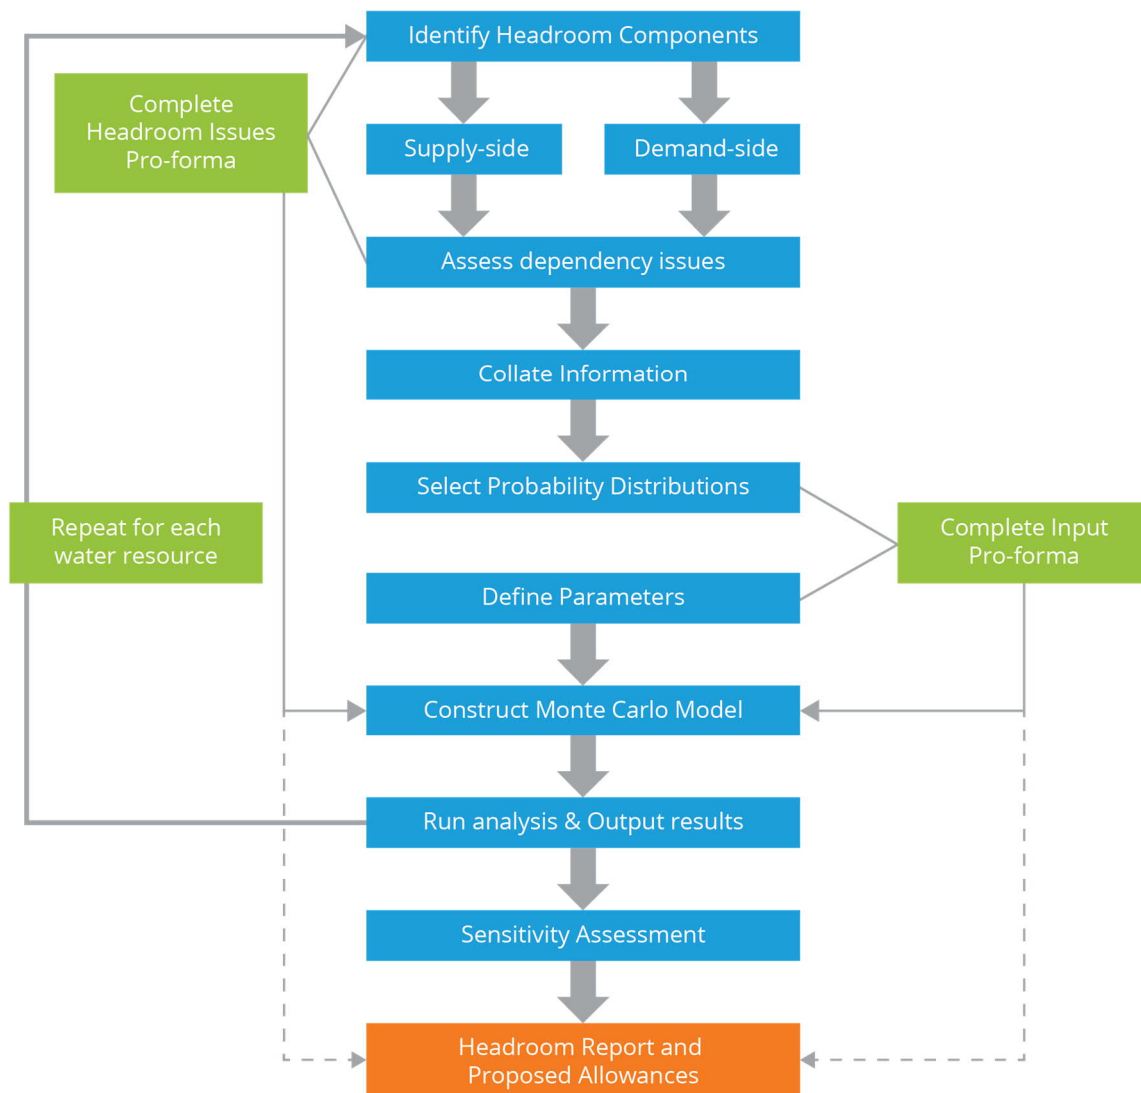 Identify Headroom Components
Complete
Headroom Issues
Pro-forma
Supply-side
Demand-side
Assess dependency issues
Collate Information
Select Probability Distributions
Repeat for each
water resource
Complete Input
Pro-forma
Define Parameters
Construct Monte Carlo Model
Run analysis & Output results
Sensitivity Assessment
Headroom Report and
Proposed Allowances